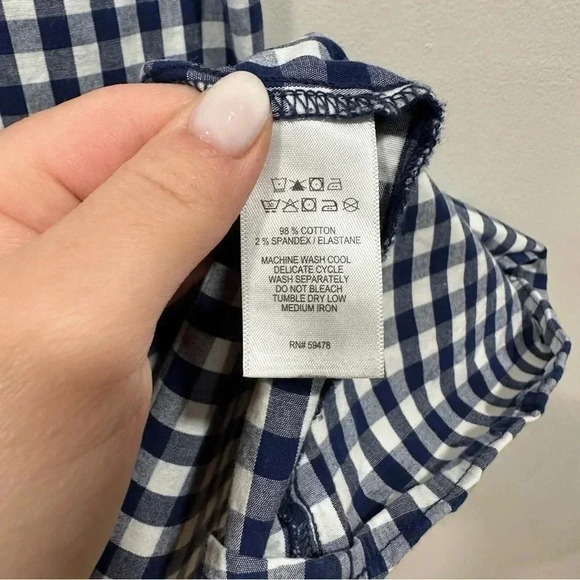 98 % COTTON
2 % SPANDEX / ELASTANE
MACHINE WASH COOL
DELICATE CYCLE
WASH SEPARATELY
DO NOT BLEACH
TUMBLE DRY LOW
MEDIUM IRON
RN# 59478